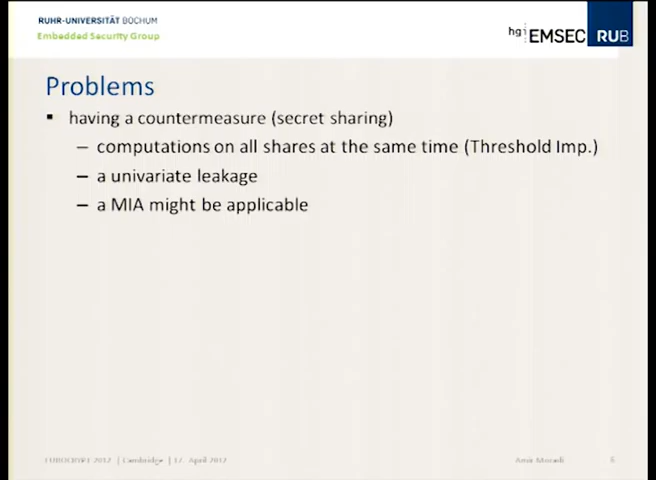 RUHR-UNIVERSITÄT BOCHUM
Embedded Security Group
hgi EMSEC
RUB
Problems
▪ having a countermeasure (secret sharing)
– computations on all shares at the same time (Threshold Imp.)
– a univariate leakage
– a MIA might be applicable
EUROCRYPT 2012 | Cambridge | 17. April 2012
Amir Moradi